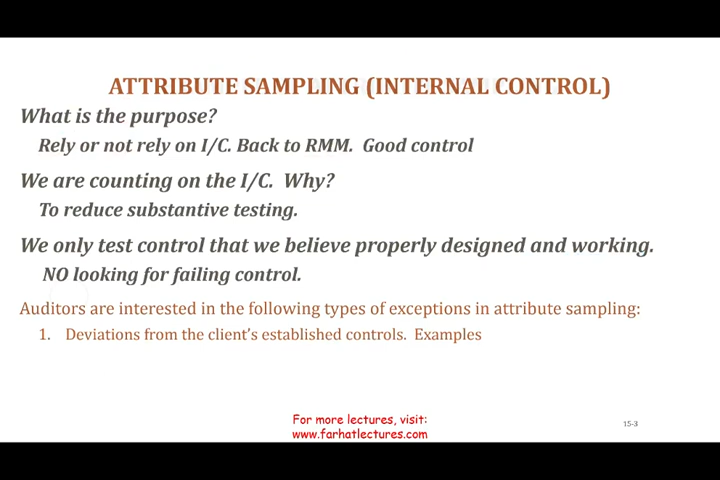 ATTRIBUTE SAMPLING (INTERNAL CONTROL)
What is the purpose?
Rely or not rely on I/C. Back to RMM.  Good control
We are counting on the I/C.  Why?
To reduce substantive testing.
We only test control that we believe properly designed and working.
NO looking for failing control.
Auditors are interested in the following types of exceptions in attribute sampling:
1. Deviations from the client's established controls.  Examples
For more lectures, visit:
www.farhatlectures.com
15-3